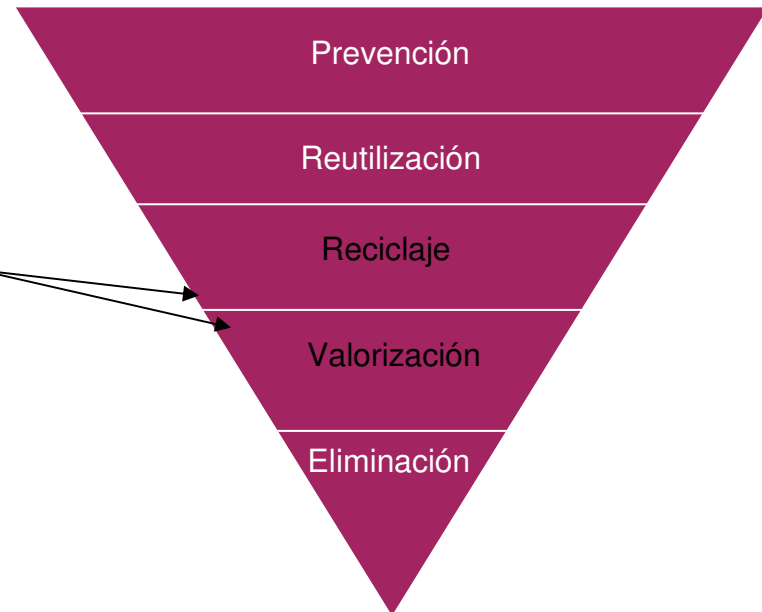 Prevención
Reutilización
Reciclaje
Valorización
Eliminación